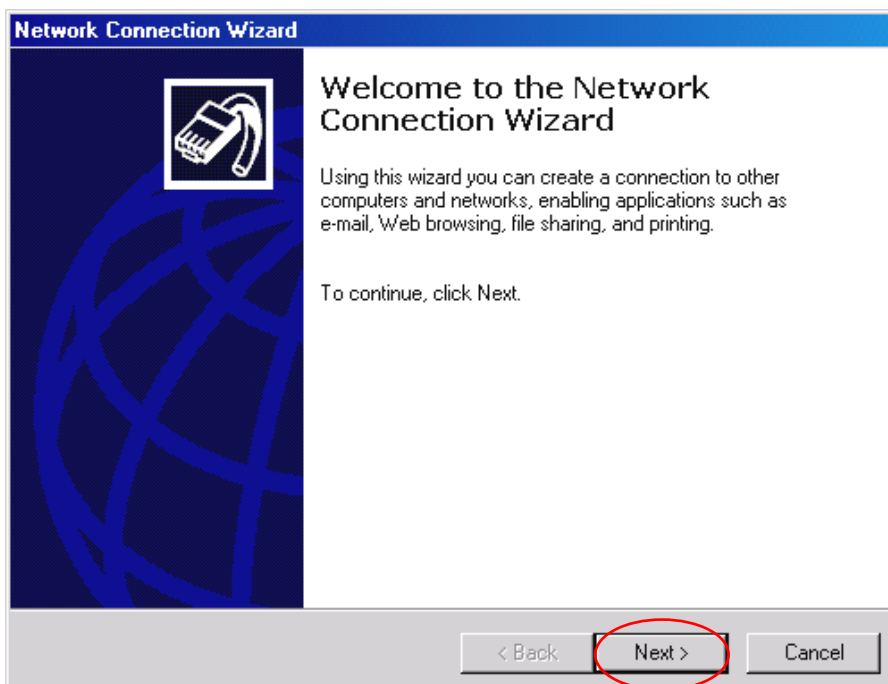 Network Connection Wizard
Welcome to the Network
Connection Wizard
Using this wizard you can create a connection to other
computers and networks, enabling applications such as
e-mail, Web browsing, file sharing, and printing.
To continue, click Next.
< Back Next > Cancel